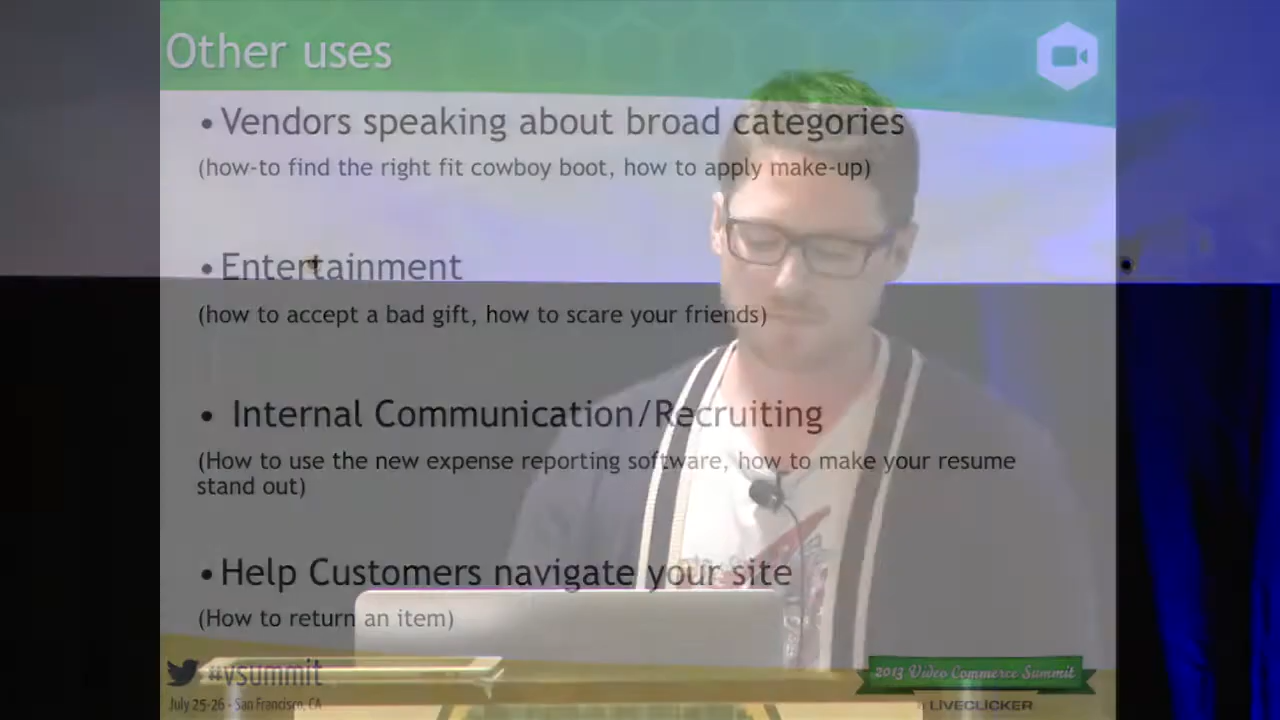 Other uses
• Vendors speaking about broad categories
(how-to find the right fit cowboy boot, how to apply make-up)
• Entertainment
(how to accept a bad gift, how to scare your friends)
• Internal Communication/Recruiting
(How to use the new expense reporting software, how to make your resume
stand out)
• Help Customers navigate your site
(How to return an item)
#vsummit
July 25-26 - San Francisco, CA
2013 Video Commerce Summit
LIVECLICKER